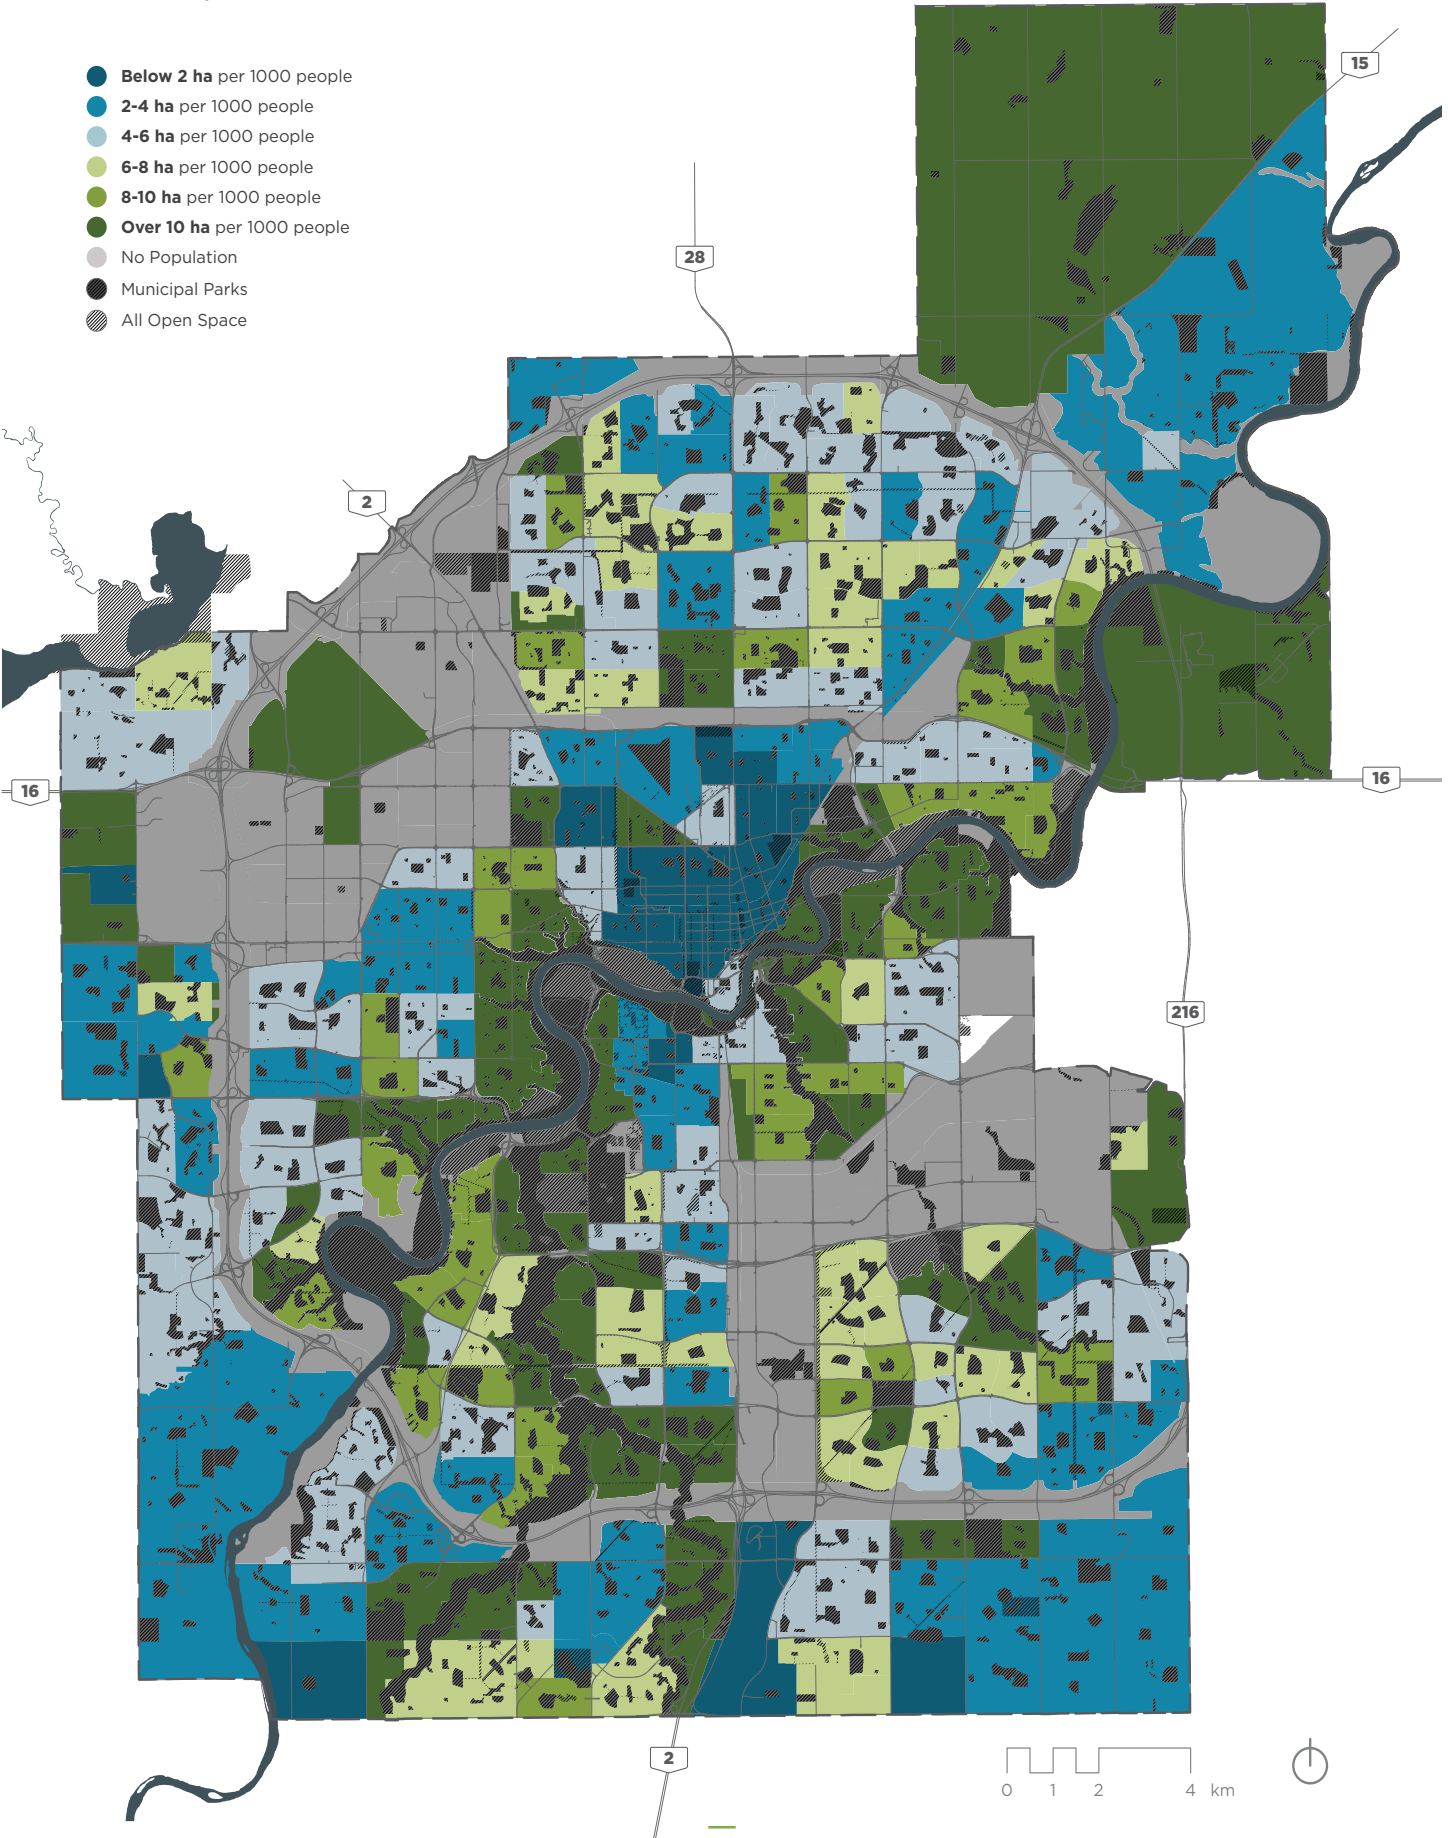 Below 2 ha per 1000 people
2-4 ha per 1000 people
4-6 ha per 1000 people
6-8 ha per 1000 people
8-10 ha per 1000 people
Over 10 ha per 1000 people
No Population
Municipal Parks
All Open Space
15
28
2
16
16
216
2
0 1 2 4 km